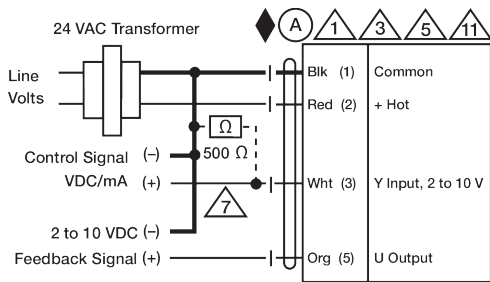 24 VAC Transformer
A 1 3 5 11
Line Volts
Blk (1) Common
Red (2) + Hot
Ω
500 Ω
Control Signal (–)
VDC/mA (+)
7
Wht (3) Y Input, 2 to 10 V
2 to 10 VDC (–)
Feedback Signal (+)
Org (5) U Output